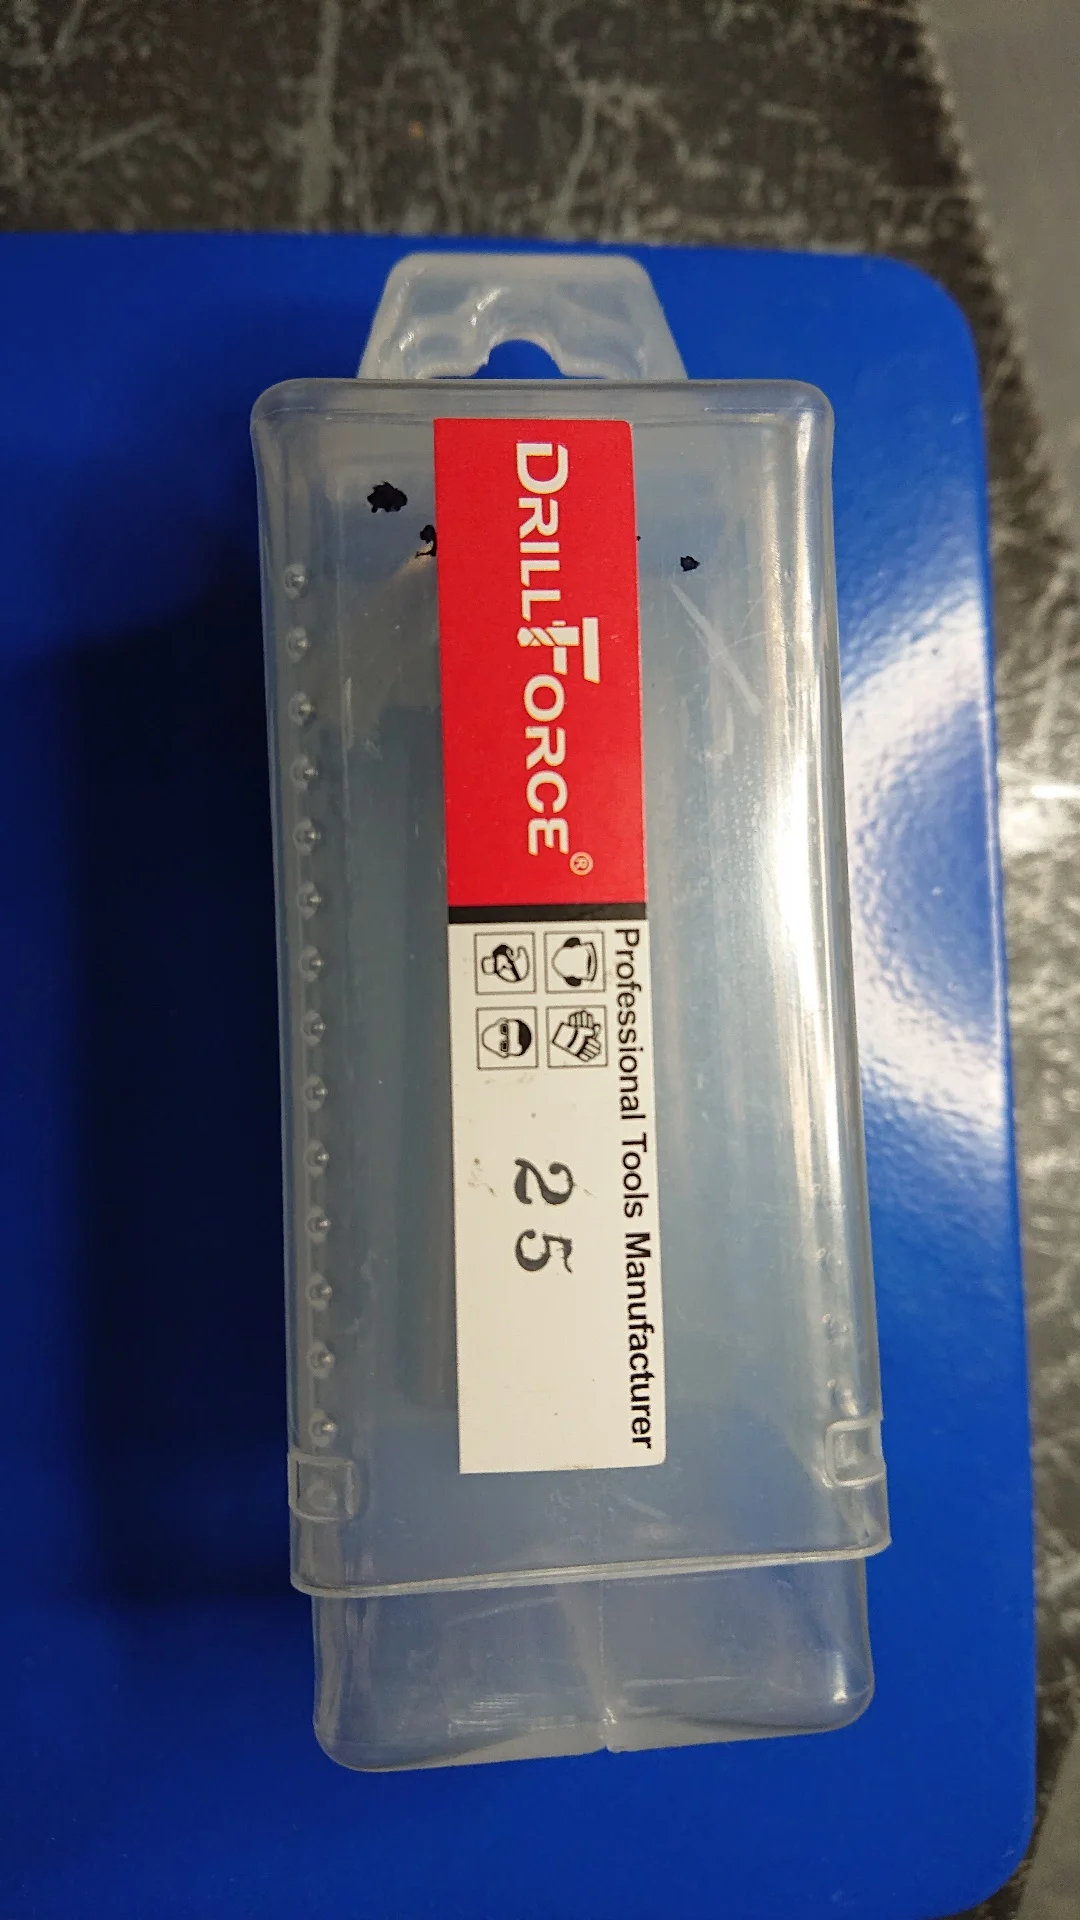 DRILLFORCE®
Professional Tools Manufacturer
25